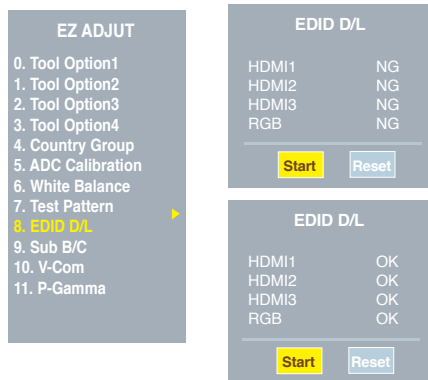 EZ ADJUT
0. Tool Option1
1. Tool Option2
2. Tool Option3
3. Tool Option4
4. Country Group
5. ADC Calibration
6. White Balance
7. Test Pattern
8. EDID D/L
9. Sub B/C
10. V-Com
11. P-Gamma
EDID D/L
HDMI1 NG
HDMI2 NG
HDMI3 NG
RGB NG
Start Reset
EDID D/L
HDMI1 OK
HDMI2 OK
HDMI3 OK
RGB OK
Start Reset